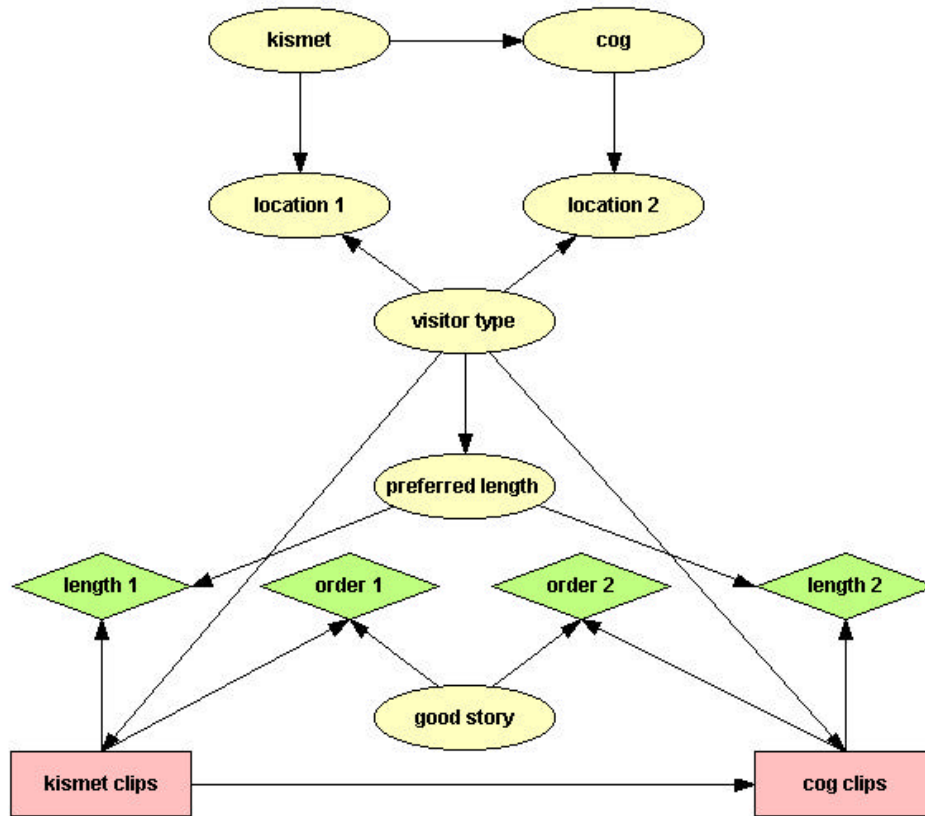 kismet
cog
location 1
location 2
visitor type
preferred length
length 1
order 1
order 2
length 2
good story
kismet clips
cog clips